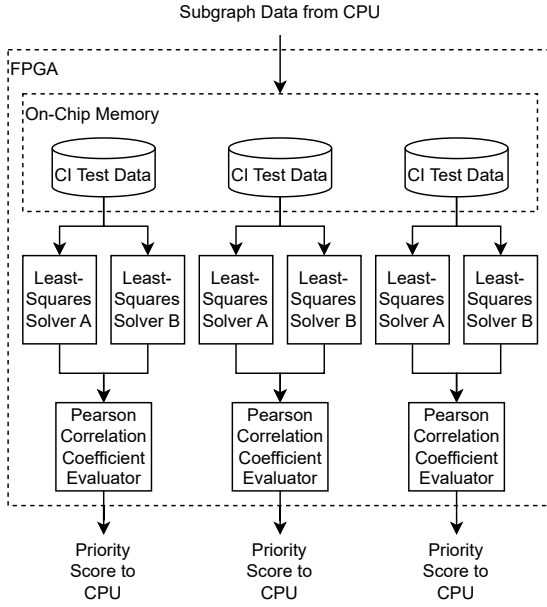 Subgraph Data from CPU
FPGA
On-Chip Memory
CI Test Data
CI Test Data
CI Test Data
Least-
Squares
Solver A
Least-
Squares
Solver B
Least-
Squares
Solver A
Least-
Squares
Solver B
Least-
Squares
Solver A
Least-
Squares
Solver B
Pearson
Correlation
Coefficient
Evaluator
Pearson
Correlation
Coefficient
Evaluator
Pearson
Correlation
Coefficient
Evaluator
Priority
Score to
CPU
Priority
Score to
CPU
Priority
Score to
CPU